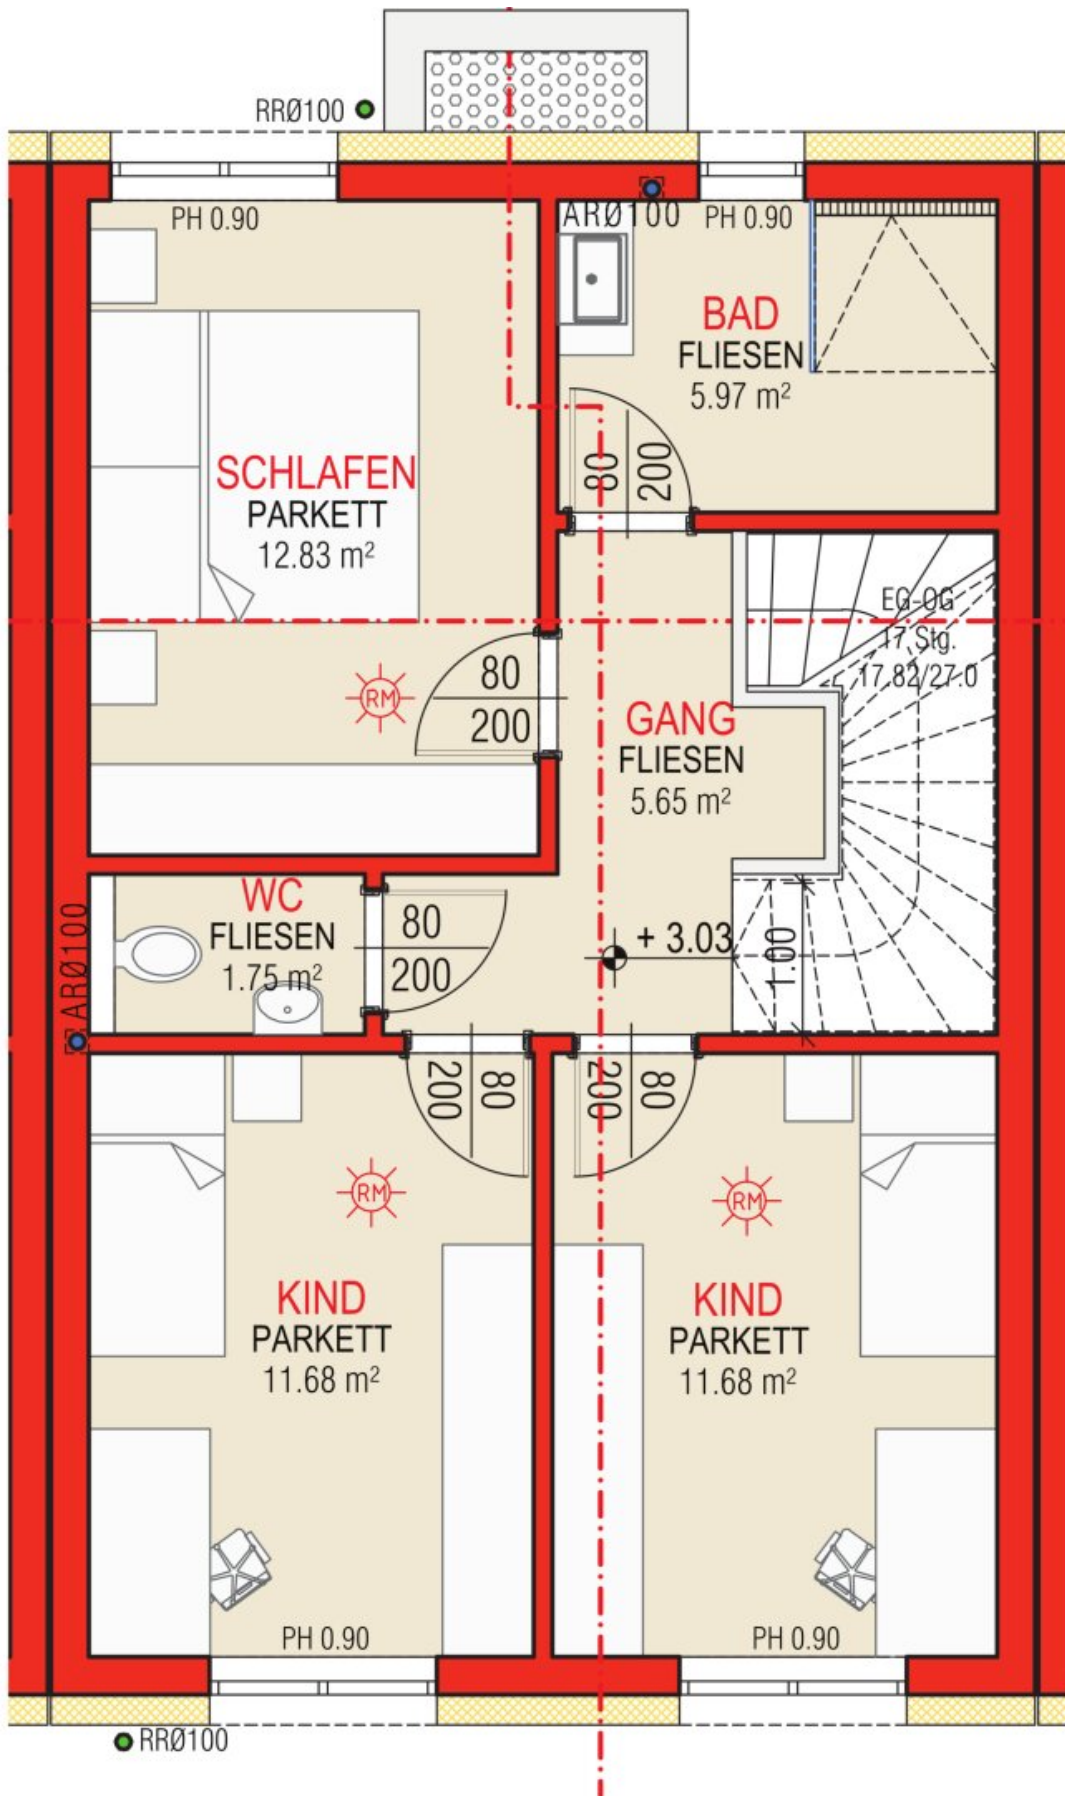 RRØ100
PH 0.90
ARØ100
PH 0.90
BAD
FLIESEN
5.97 m²
80
200
SCHLAFEN
PARKETT
12.83 m²
EG-OG
17 Stg.
17.82/27.0
RM
80
200
GANG
FLIESEN
5.65 m²
WC
FLIESEN
1.75 m²
ARØ100
80
200
+ 3.03
1.00
200
80
200
80
RM
RM
KIND
PARKETT
11.68 m²
KIND
PARKETT
11.68 m²
PH 0.90
PH 0.90
RRØ100